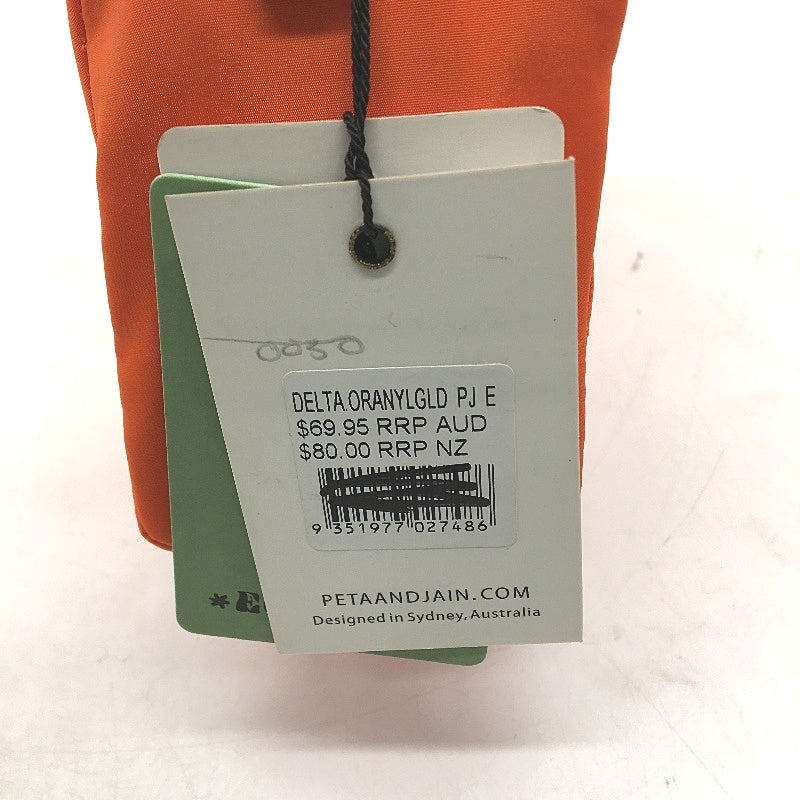 DELTA.ORANYLGLD PJ E
$69.95 RRP AUD
$80.00 RRP NZ
9 351977 027486
PETAANDJAIN.COM
Designed in Sydney, Australia